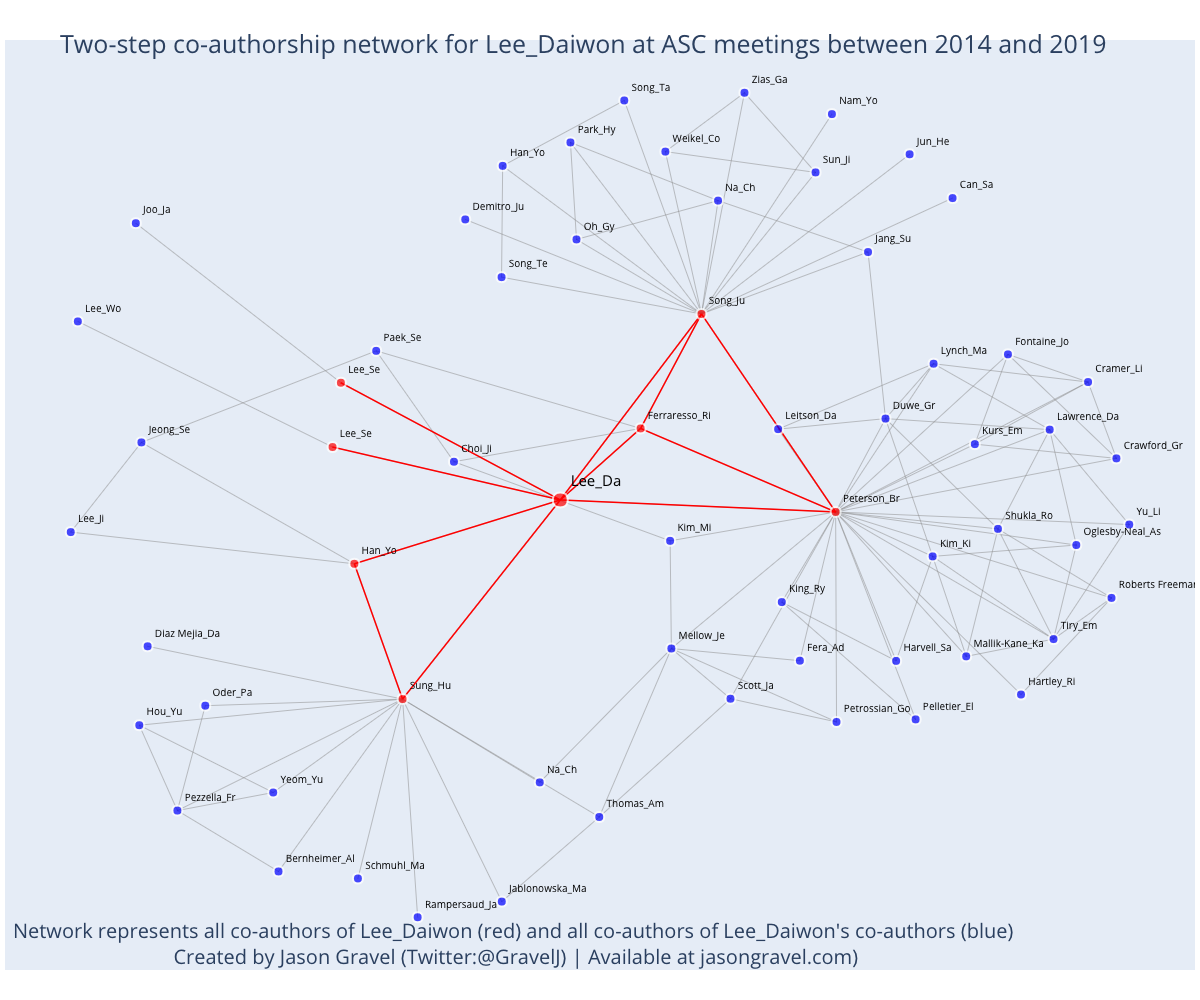 Two-step co-authorship network for Lee_Daiwon at ASC meetings between 2014 and 2019
Zias_Ga
Song_Ta
Nam_Yo
Park_Hy
Weikel_Co
Jun_He
Han_Yo
Sun_Ji
Can_Sa
Na_Ch
Demitro_Ju
Joo_Ja
Oh_Gy
Jang_Su
Song_Te
Song_Ju
Lee_Wo
Paek_Se
Fontaine_Jo
Lynch_Ma
Cramer_Li
Lee_Se
Duwe_Gr
Ferraresso_Ri
Leitson_Da
Lawrence_Da
Jeong_Se
Lee_Se
Kurs_Em
Choi_Ji
Crawford_Gr
Lee_Da
Peterson_Br
Yu_Li
Shukla_Ro
Lee_Ji
Kim_Mi
Oglesby-Neal_As
Kim_Ki
Han_Yo
Roberts Freeman
King_Ry
Tiry_Em
Diaz Mejia_Da
Mellow_Je
Fera_Ad
Harvell_Sa
Mallik-Kane_Ka
Sung_Hu
Scott_Ja
Hartley_Ri
Oder_Pa
Petrossian_Go
Pelletier_El
Hou_Yu
Na_Ch
Yeom_Yu
Pezzella_Fr
Thomas_Am
Bernheimer_Al
Schmuhl_Ma
Jablonowska_Ma
Rampersaud_Ja
Network represents all co-authors of Lee_Daiwon (red) and all co-authors of Lee_Daiwon's co-authors (blue)
Created by Jason Gravel (Twitter:@GravelJ) | Available at jasongravel.com)